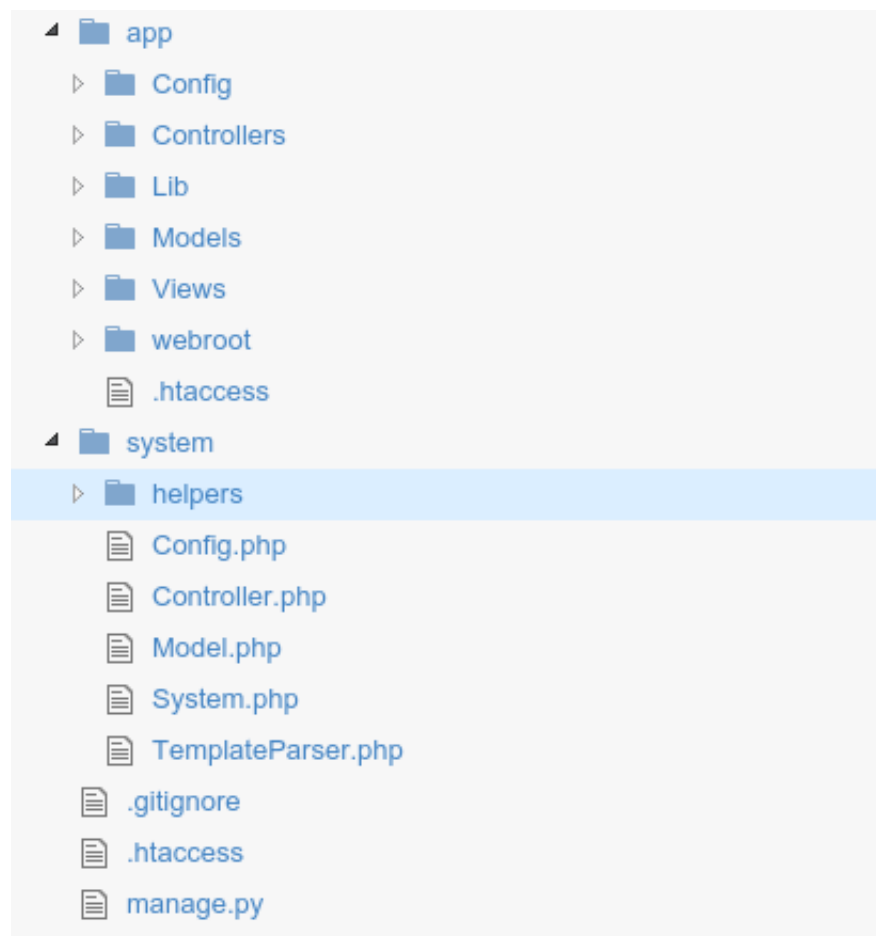 app
Config
Controllers
Lib
Models
Views
webroot
.htaccess
system
helpers
Config.php
Controller.php
Model.php
System.php
TemplateParser.php
.gitignore
.htaccess
manage.py